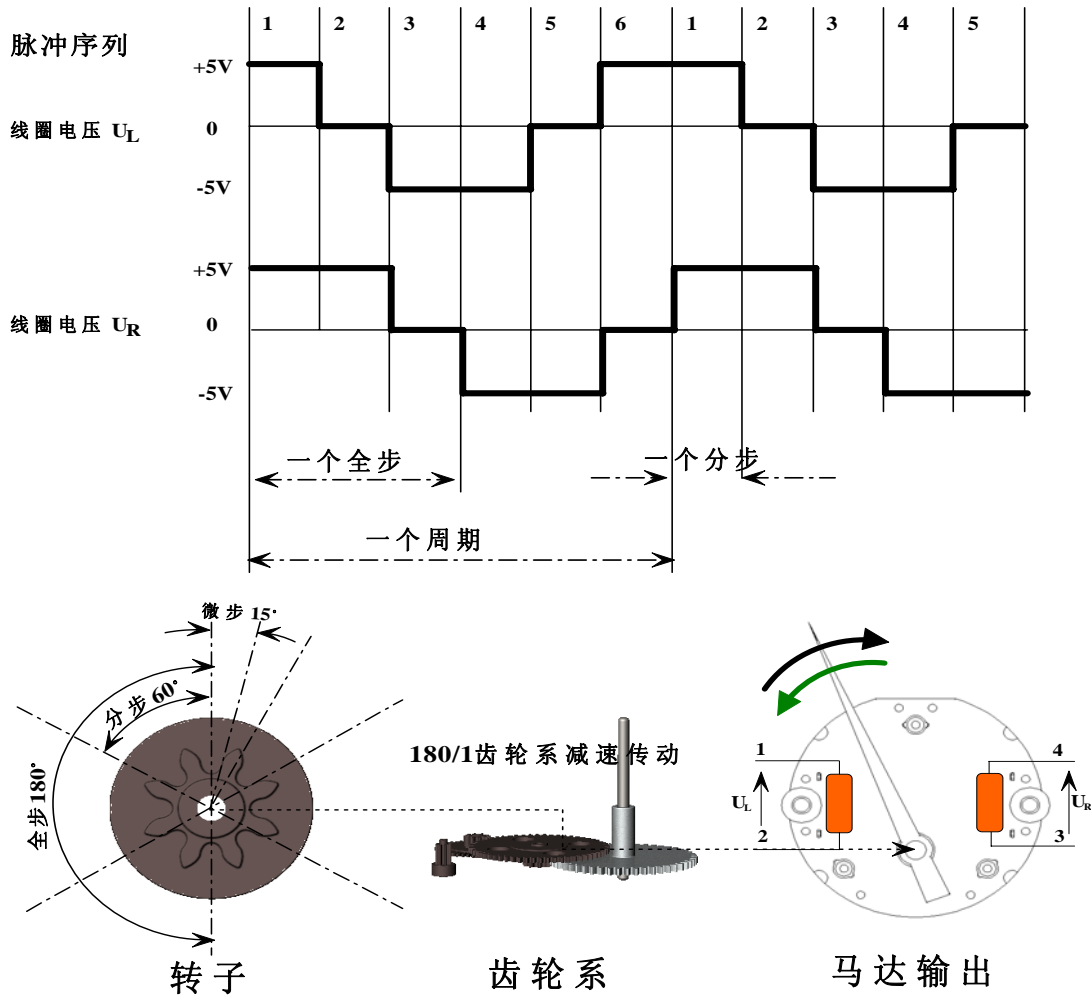 1 2 3 4 5 6 1 2 3 4 5
脉冲序列
+5V
线圈电压 UL
0
-5V
+5V
线圈电压 UR
0
-5V
一个全步
一个分步
一个周期
微步 15°
分步 60°
全步 180°
180/1齿轮系减速传动
1
UL
2
4
UR
3
转子
齿轮系
马达输出